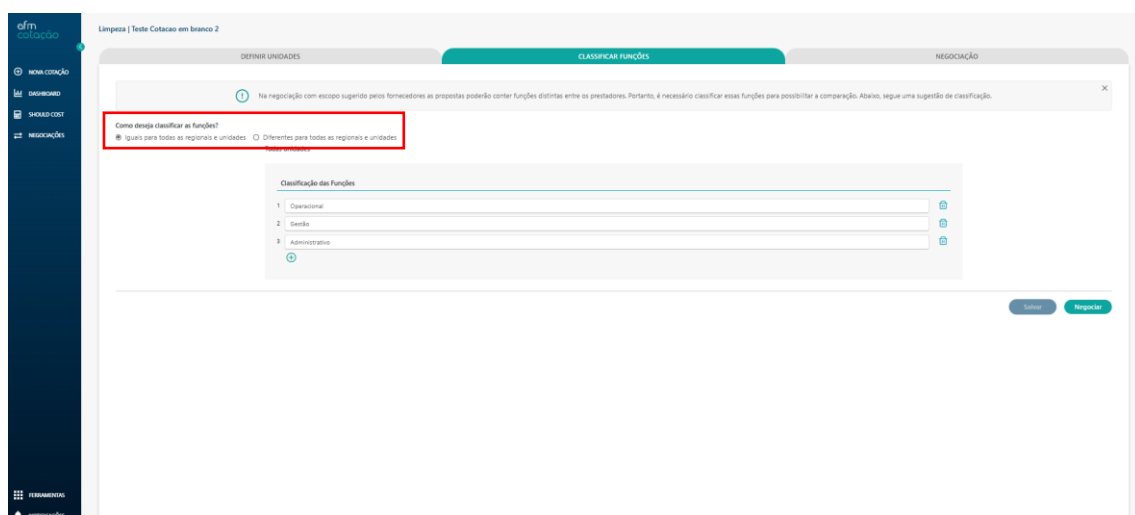 ofm
cotação
Limpeza | Teste Cotacao em branco 2
DEFINIR UNIDADES
CLASSIFICAR FUNÇÕES
NEGOCIAÇÃO
NOVA COTAÇÃO
DASHBOARD
SHOULD COST
NEGOCIAÇÕES
Na negociação com escopo sugerido pelos fornecedores as propostas poderão conter funções distintas entre os prestadores. Portanto, é necessário classificar essas funções para possibilitar a comparação. Abaixo, segue uma sugestão de classificação.
Como deseja classificar as funções?
Iguais para todas as regionais e unidades Diferentes para todas as regionais e unidades
Todas unidades
Classificação das Funções
1 Operacional
2 Gestão
3 Administrativo
Salvar Negociar
FERRAMENTAS